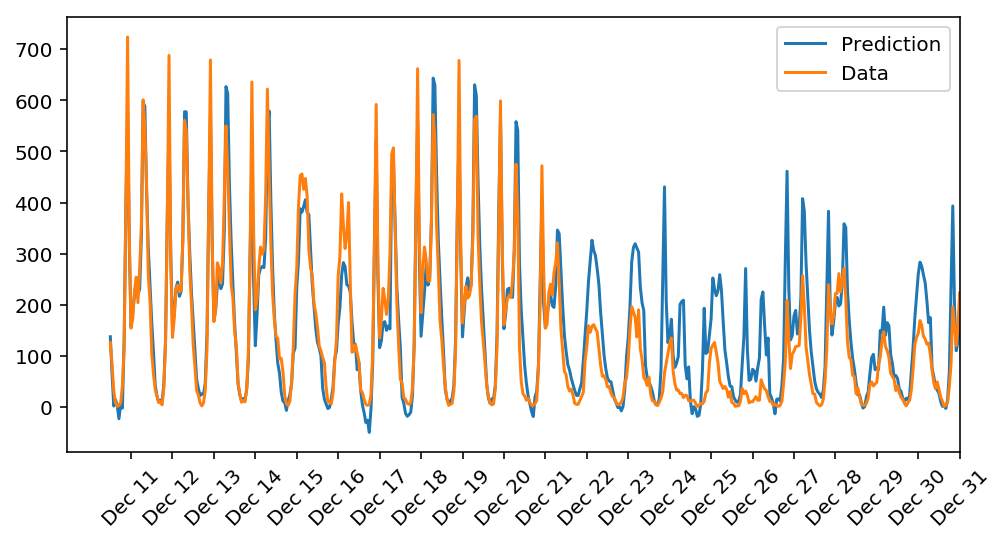 700
600
500
400
300
200
100
0
Prediction
Data
Dec 11
Dec 12
Dec 13
Dec 14
Dec 15
Dec 16
Dec 17
Dec 18
Dec 19
Dec 20
Dec 21
Dec 22
Dec 23
Dec 24
Dec 25
Dec 26
Dec 27
Dec 28
Dec 29
Dec 30
Dec 31